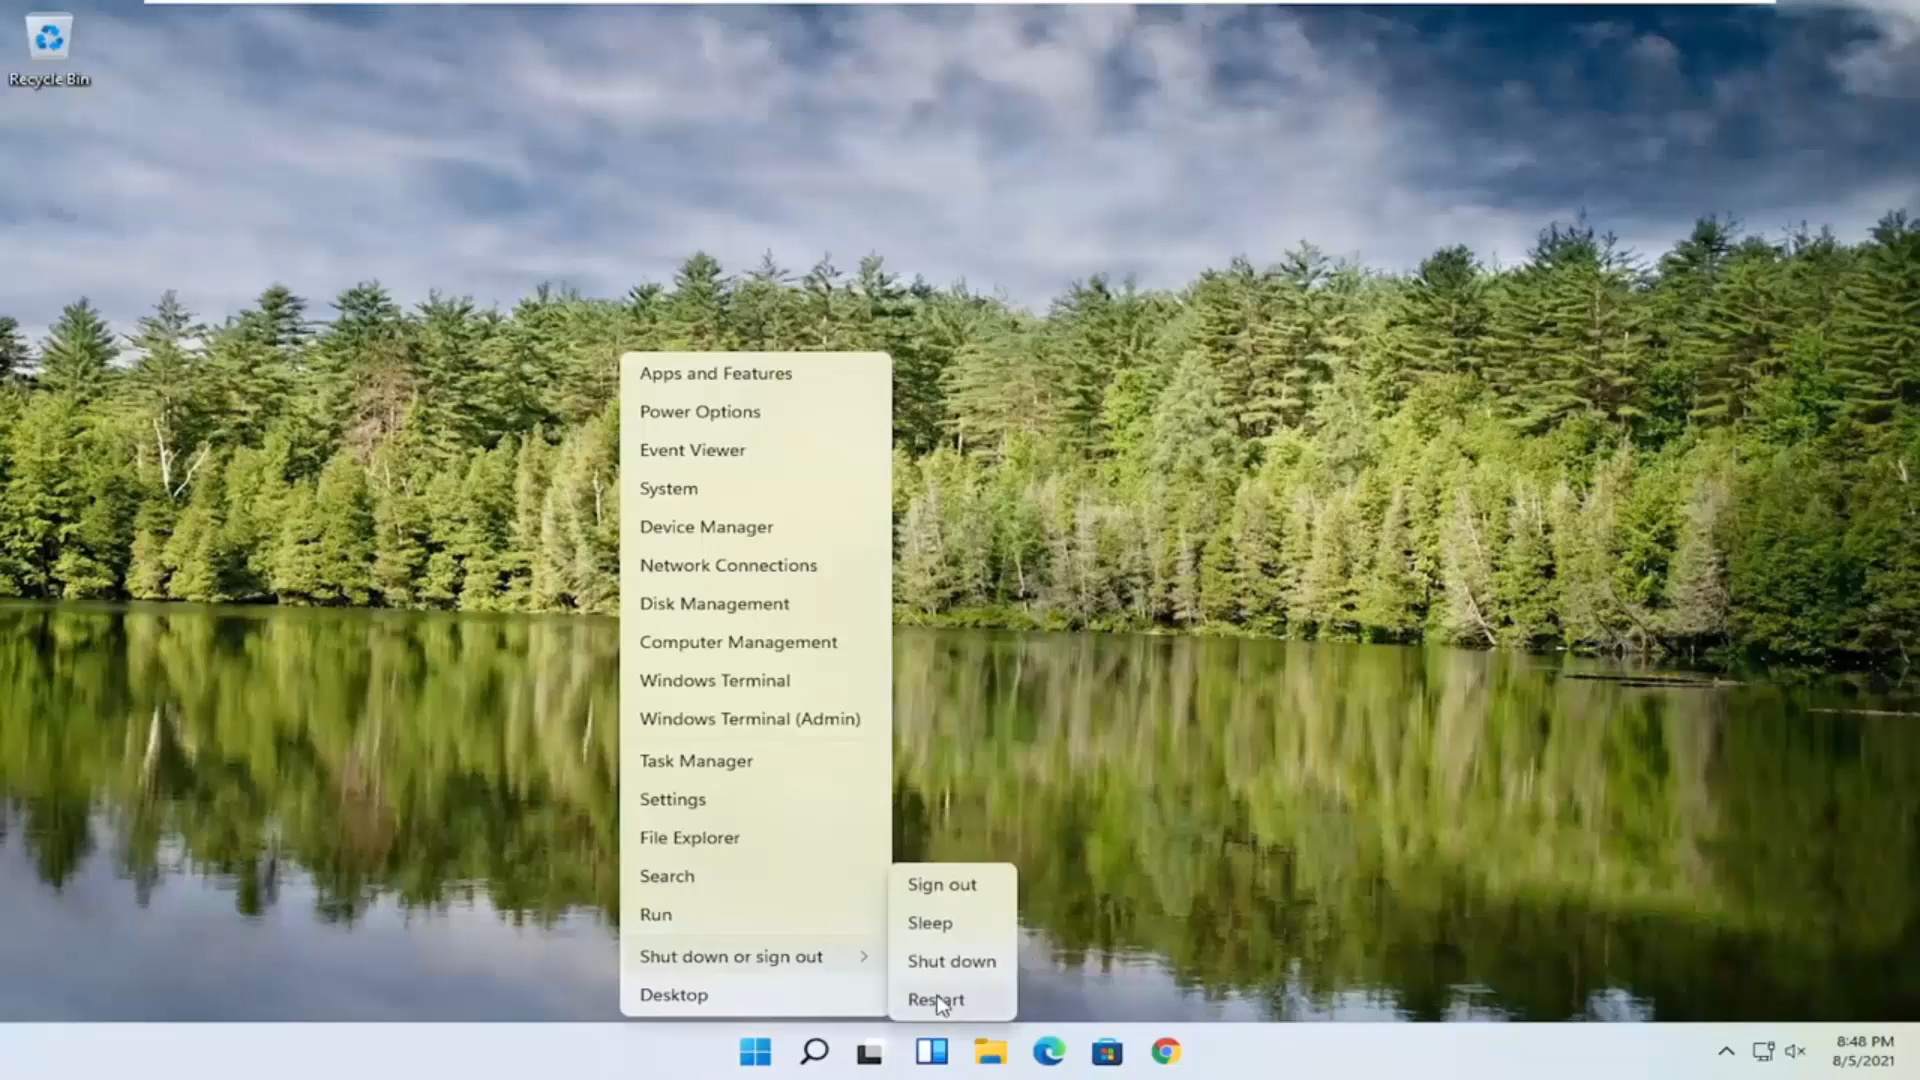 Recycle Bin
Apps and Features
Power Options
Event Viewer
System
Device Manager
Network Connections
Disk Management
Computer Management
Windows Terminal
Windows Terminal (Admin)
Task Manager
Settings
File Explorer
Search
Run
Shut down or sign out
Desktop
Sign out
Sleep
Shut down
Restart
8:48 PM
8/5/2021